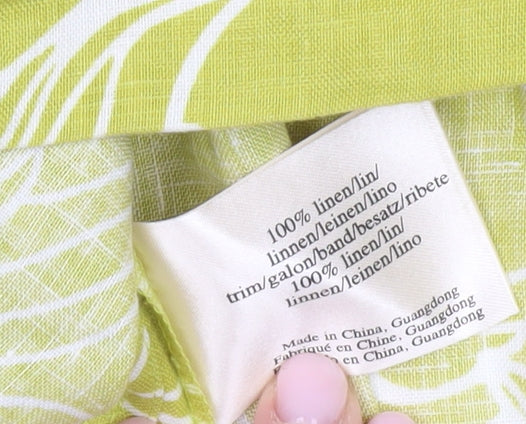 100% linen/lin/
linnen/leinen/lino
trim/galon/band/besatz/ribete
100% linen/lin/
linnen/leinen/lino
Made in China, Guangdong
Fabriqué en Chine, Guangdong
en China, Guangdong